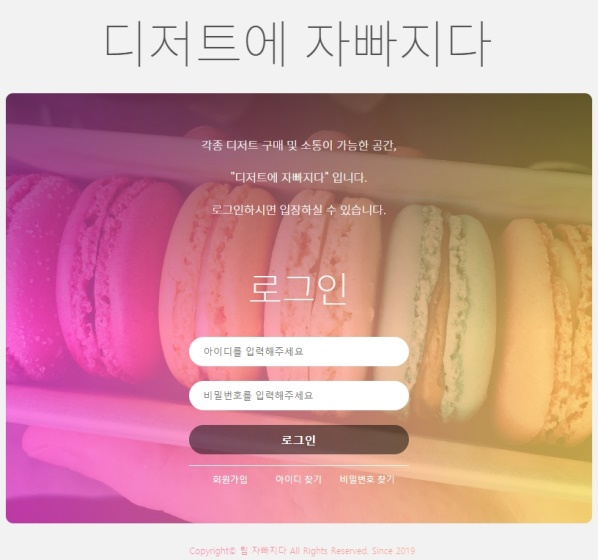 디저트에 자빠지다
각종 디저트 구매 및 소통이 가능한 공간,
"디저트에 자빠지다" 입니다.
로그인하시면 입장하실 수 있습니다.
로그인
아이디를 입력해주세요
비밀번호를 입력해주세요
로그인
회원가입 아이디 찾기 비밀번호 찾기
Copyright© 팀 자빠지다 All Rights Reserved. Since 2019